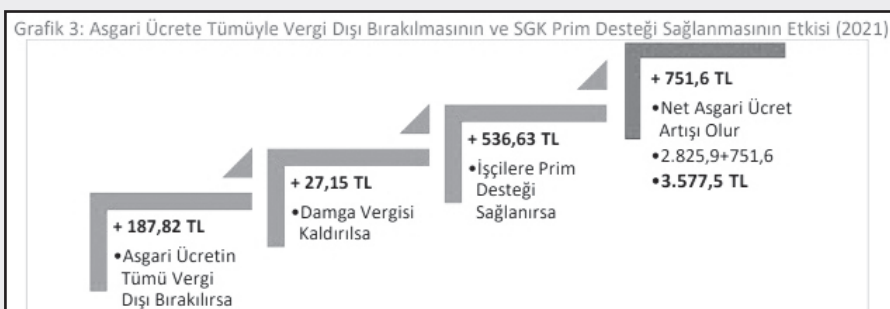 Grafik 3: Asgari Ücrete Tümüyle Vergi Dışı Bırakılmasının ve SGK Prim Desteği Sağlanmasının Etkisi (2021)
+ 187,82 TL
•Asgari Ücretin
Tümü Vergi
Dışı Bırakılırsa
+ 27,15 TL
•Damga Vergisi
Kaldırılsa
+ 536,63 TL
•İşçilere Prim
Desteği
Sağlanırsa
+ 751,6 TL
•Net Asgari Ücret
Artışı Olur
•2.825,9+751,6
•3.577,5 TL